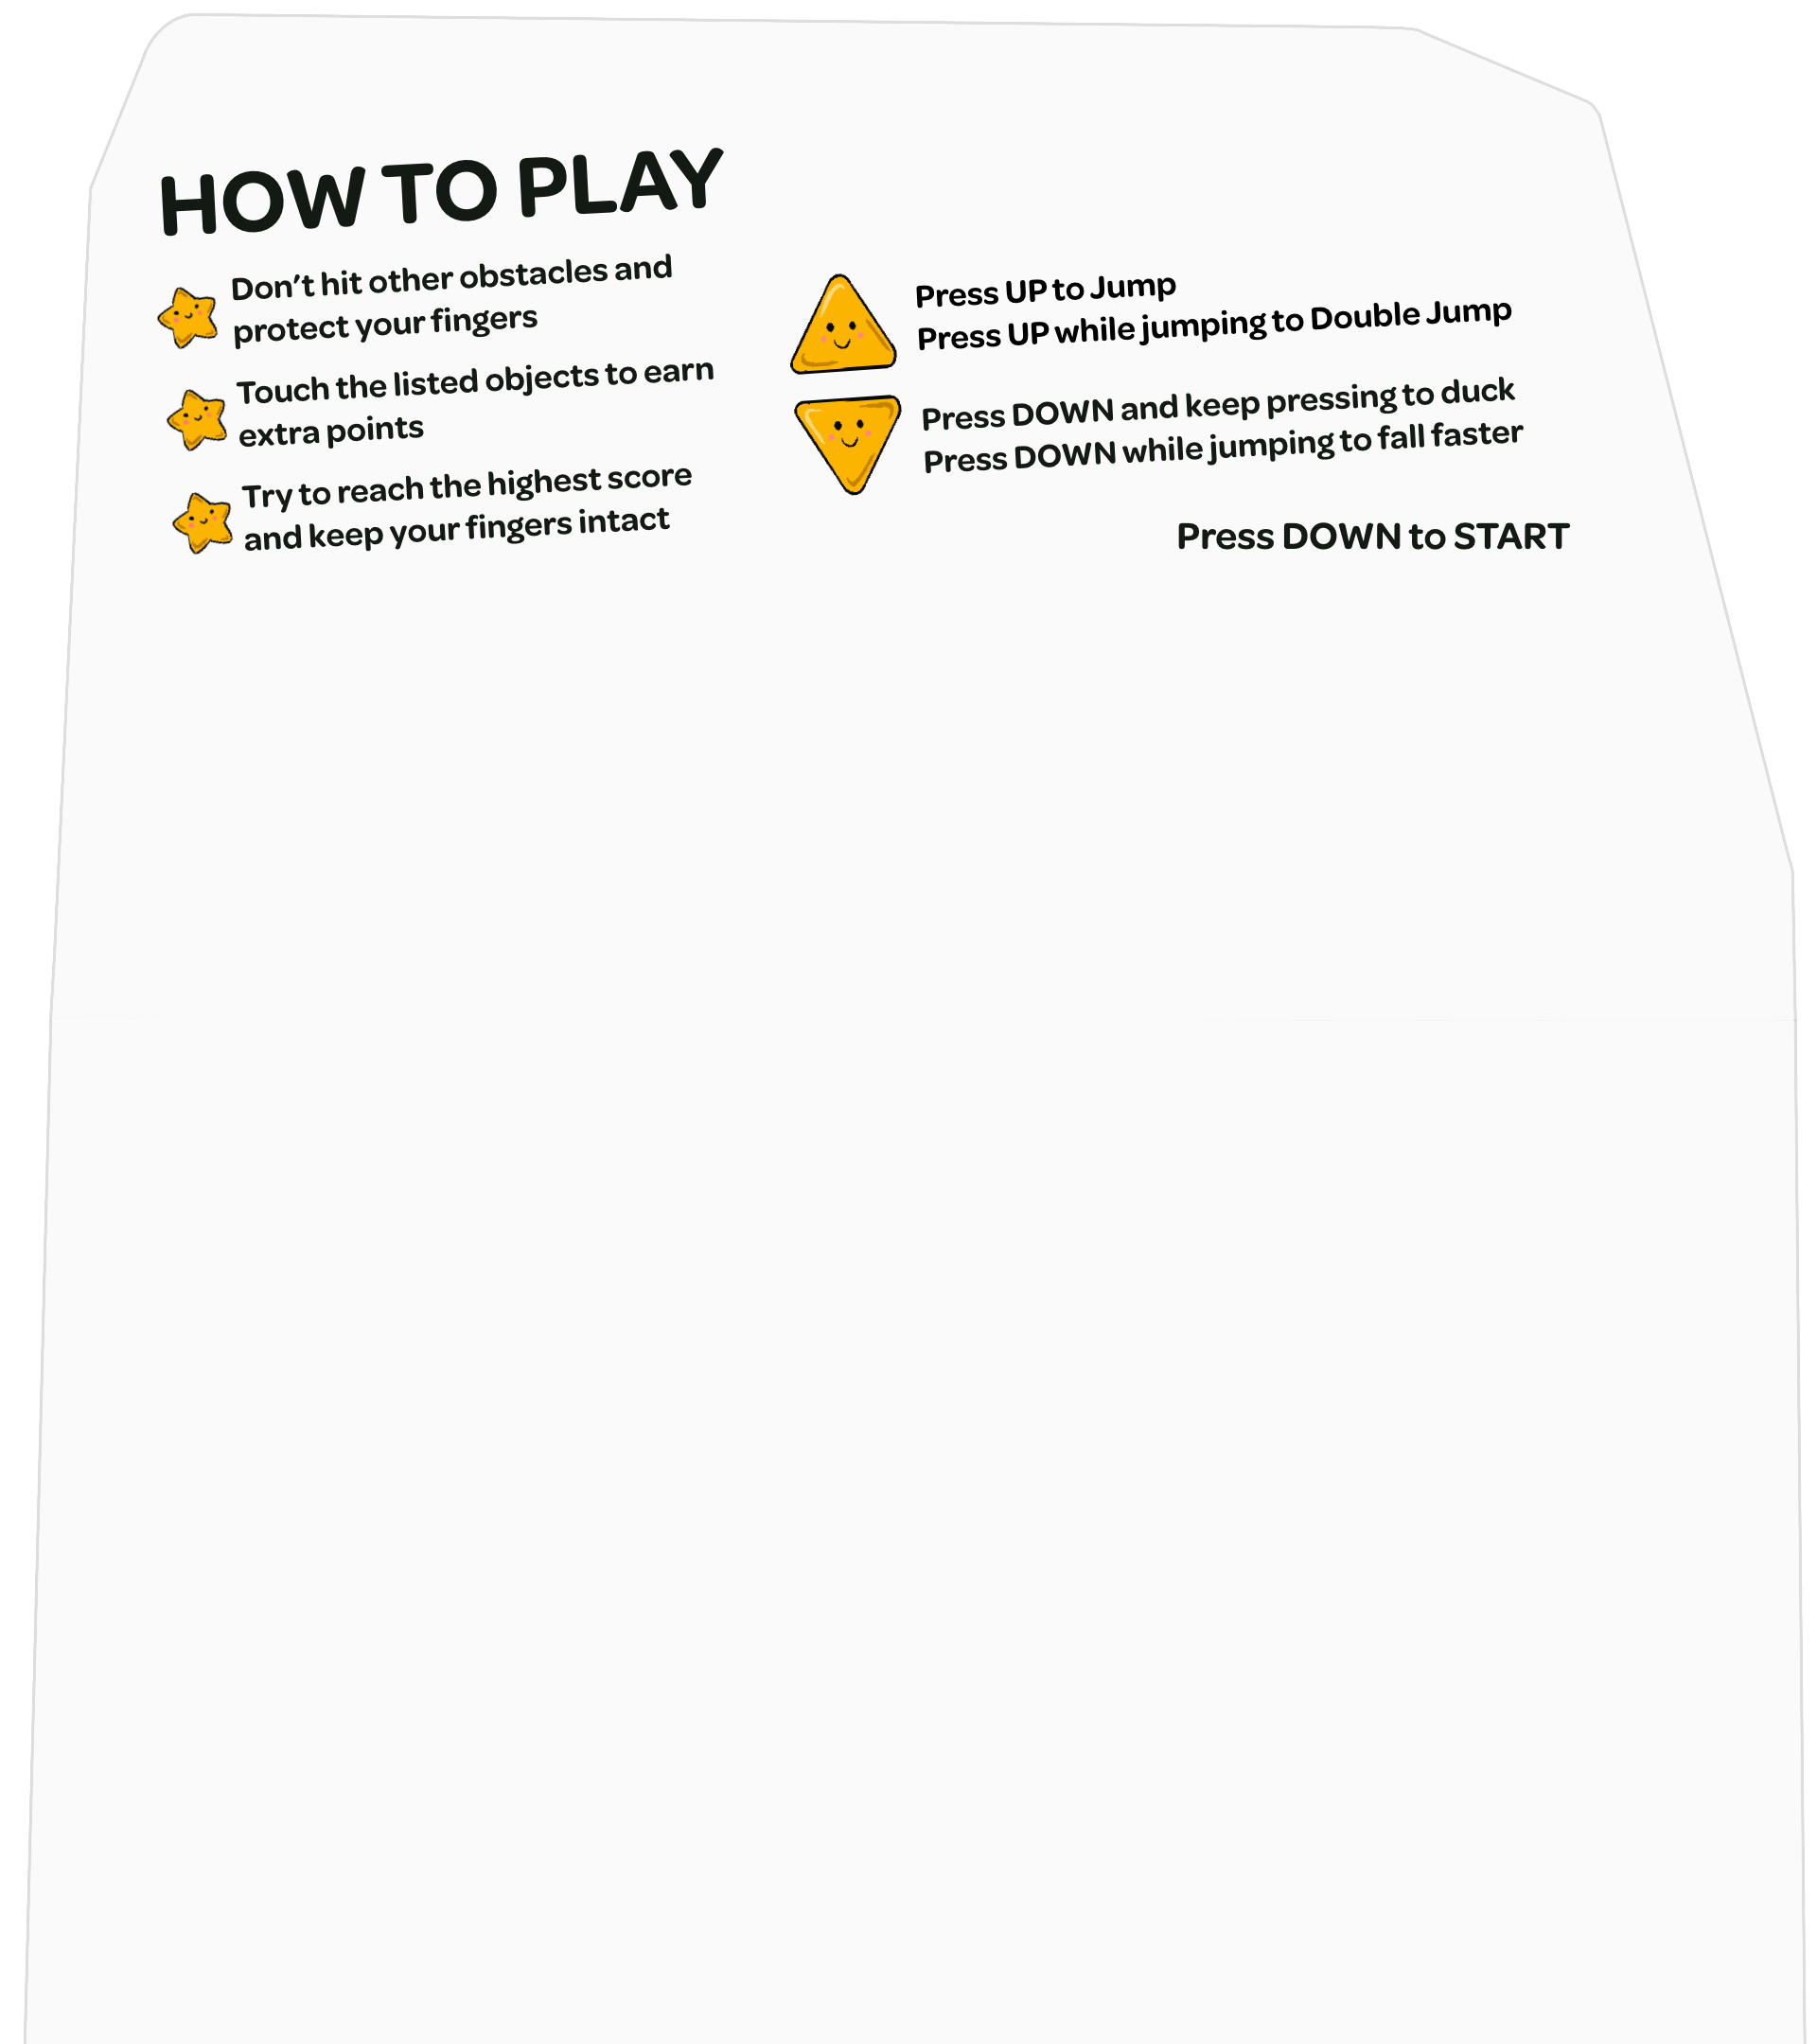 HOW TO PLAY
Don't hit other obstacles and
protect your fingers
Touch the listed objects to earn
extra points
Try to reach the highest score
and keep your fingers intact
Press UP to Jump
Press UP while jumping to Double Jump
Press DOWN and keep pressing to duck
Press DOWN while jumping to fall faster
Press DOWN to START